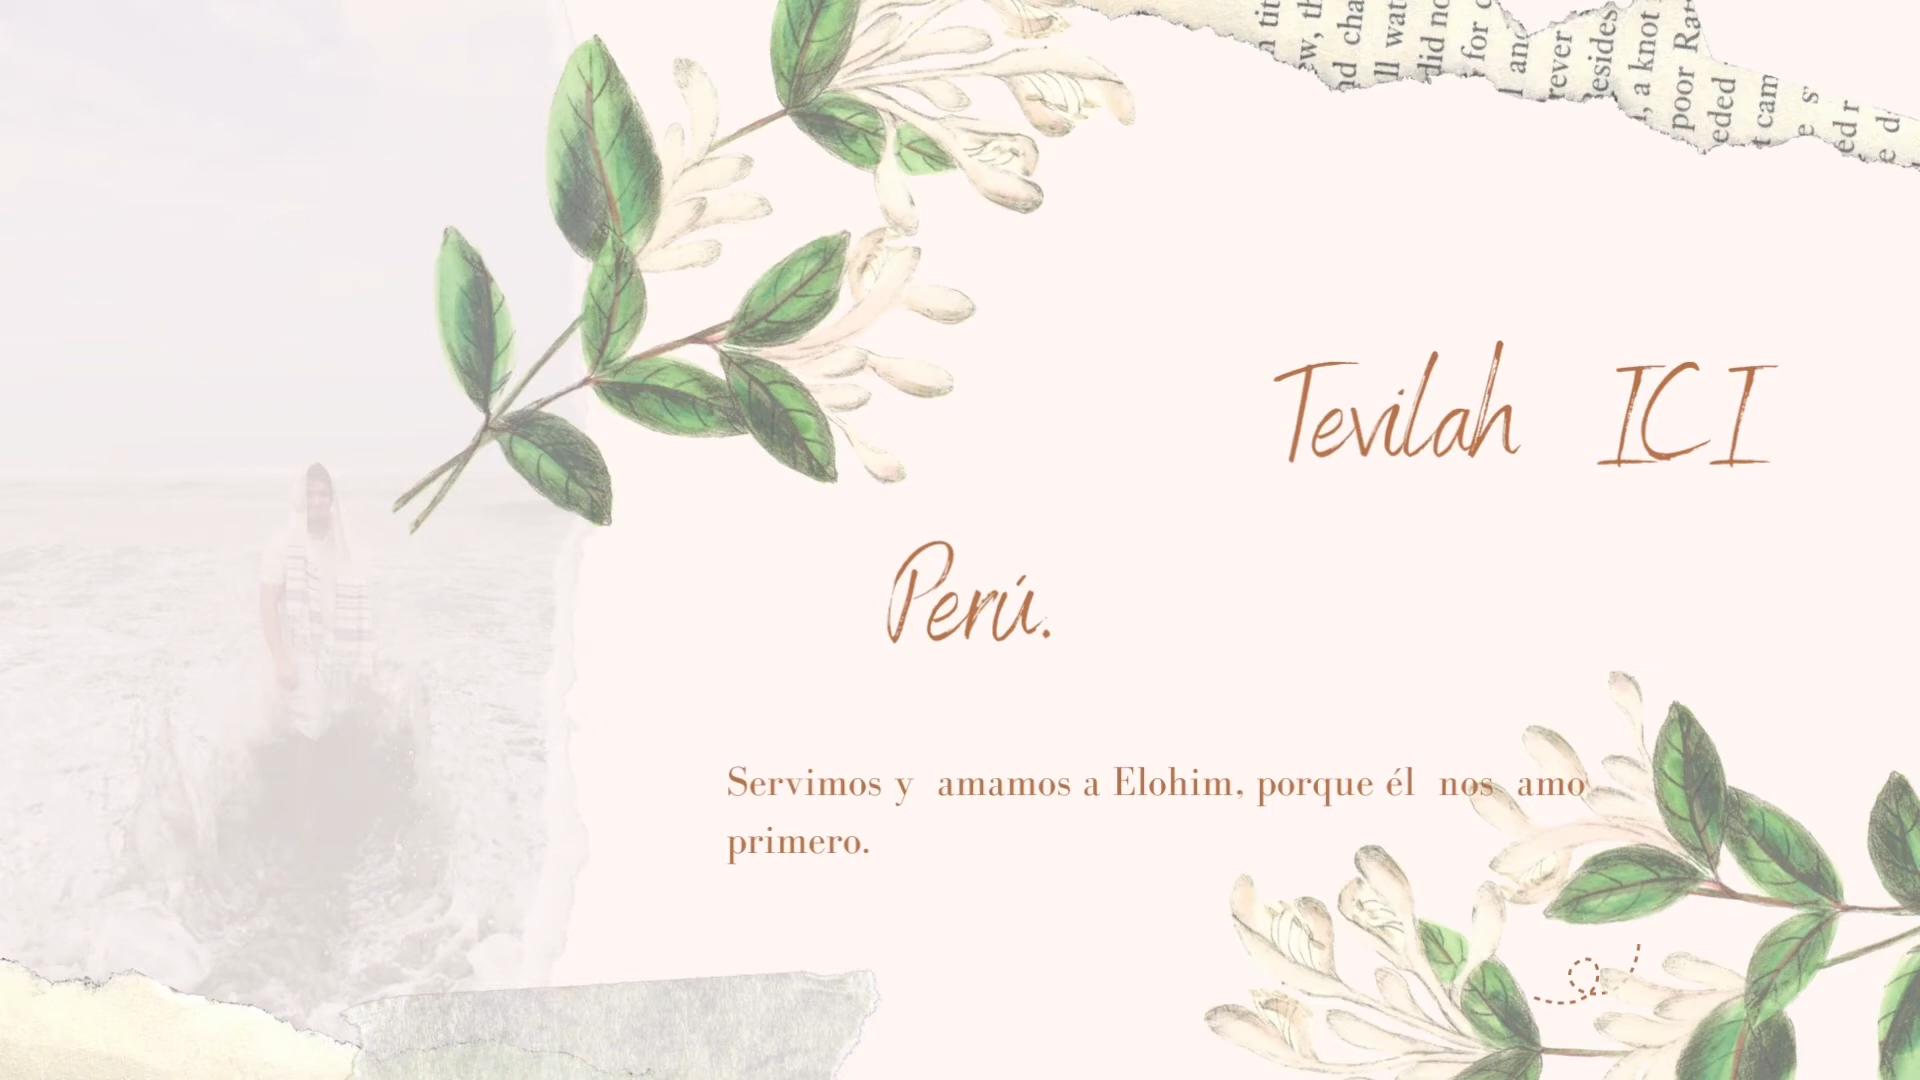 Tevilah ICI
Perú.
Servimos y amamos a Elohim, porque él nos amo
primero.